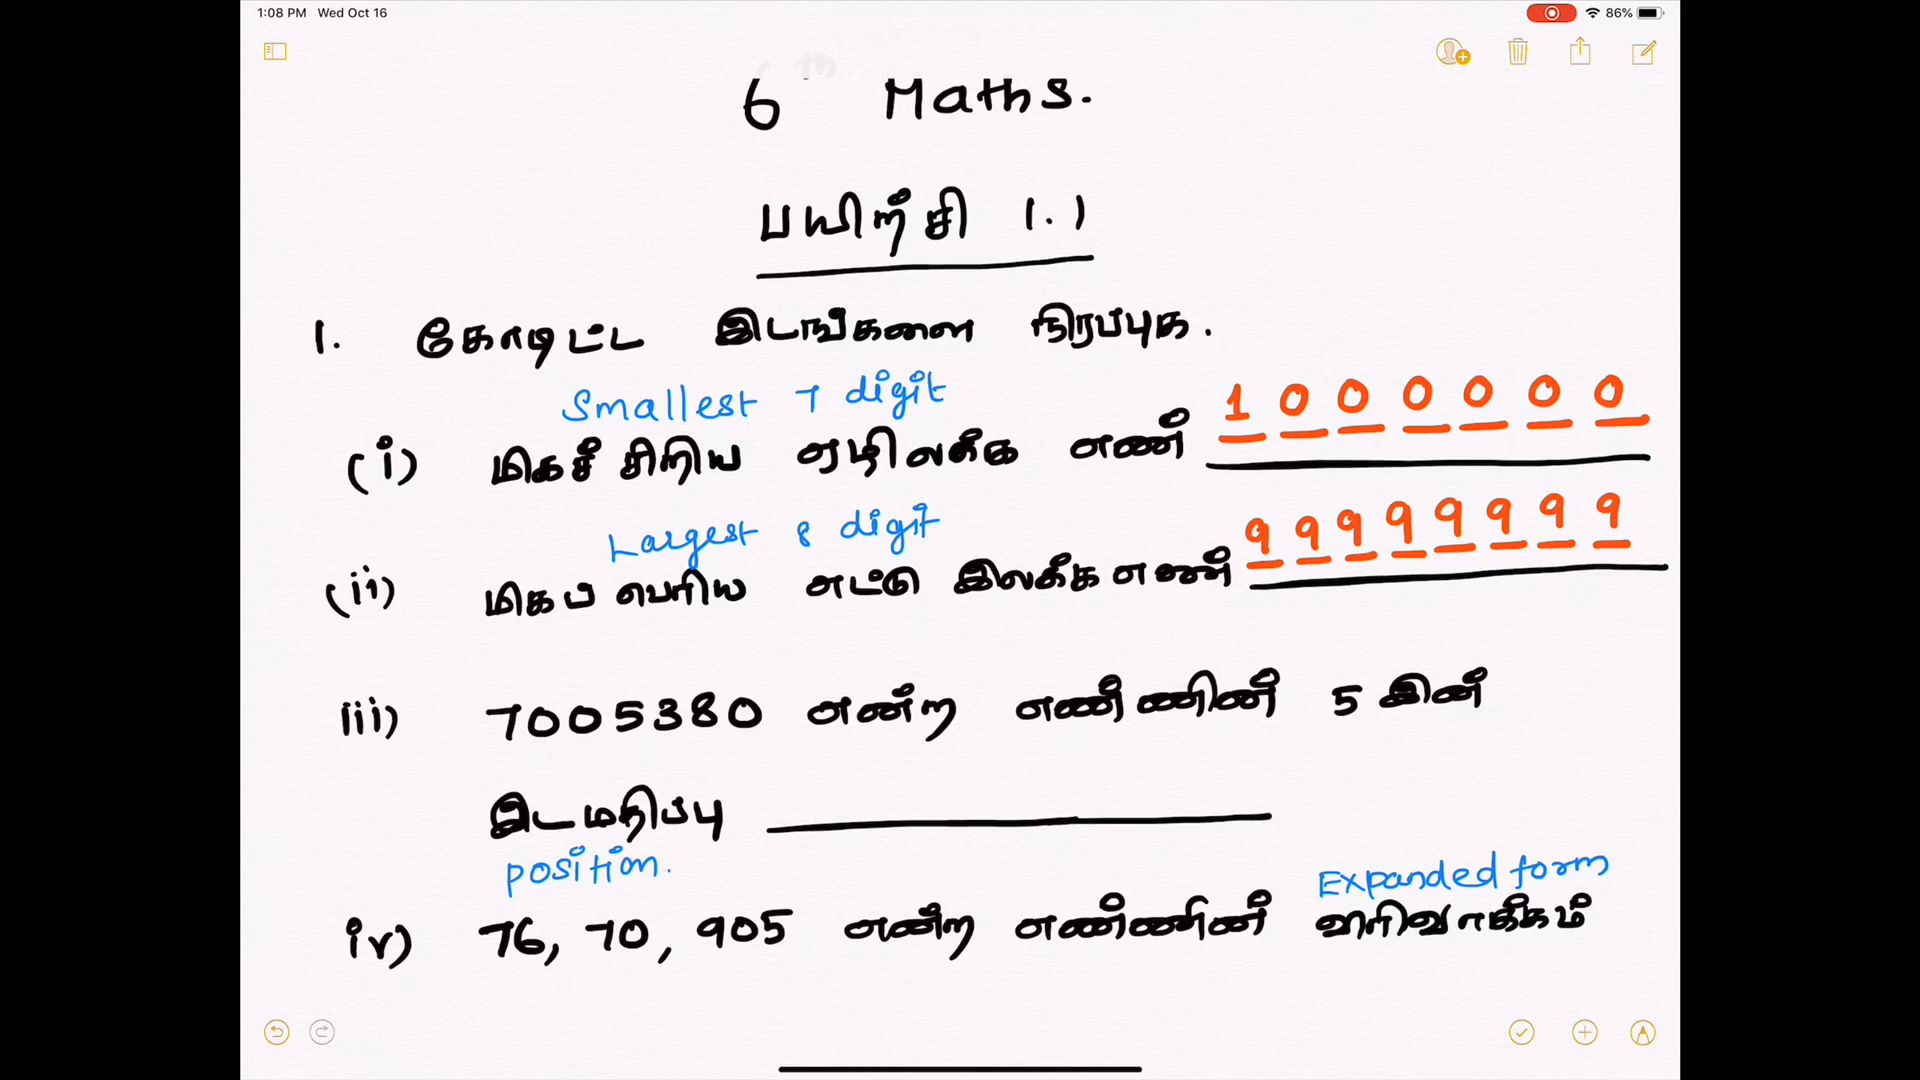 1:08 PM Wed Oct 16
86%
6 Maths.
பயிற்சி 1.1
1. கோடிட்ட இடங்களை நிரப்புக.
Smallest 7 digit
1 0 0 0 0 0 0
(i) மிகச் சிறிய ஏழிலக்க எண்
Largest 8 digit
9 9 9 9 9 9 9 9
(ii) மிகப் பெரிய எட்டு இலக்க எண்
iii) 7005380 என்ற எண்ணின் 5 இன்
இடமதிப்பு
position.
Expanded form
iv) 76, 70, 905 என்ற எண்ணின் விரிவாக்கம்